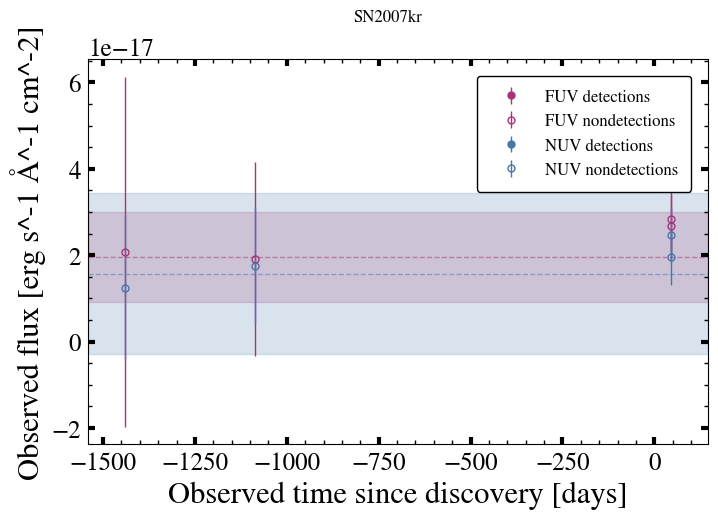 SN2007kr
1e−17
Observed flux [erg s^-1 Å^-1 cm^-2]
6
4
2
0
−2
FUV detections
FUV nondetections
NUV detections
NUV nondetections
−1500 −1250 −1000 −750 −500 −250 0
Observed time since discovery [days]